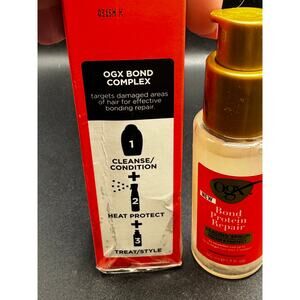 OGX BOND
COMPLEX
targets damaged areas
of hair for effective
bonding repair.
1
CLEANSE/
CONDITION
+
2
HEAT PROTECT
+
3
TREAT/STYLE
ogx
NEW
Bond
Protein
Repair